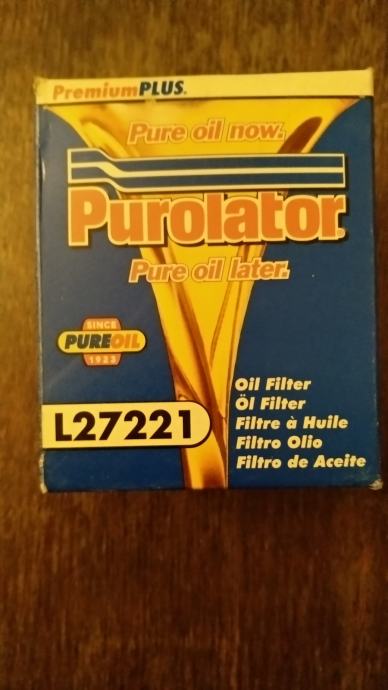 PremiumPLUS.
Pure oil now.
Purolator.
Pure oil later.
SINCE
PUREOIL
1923
L27221
Oil Filter
Öl Filter
Filtre à Huile
Filtro Olio
Filtro de Aceite